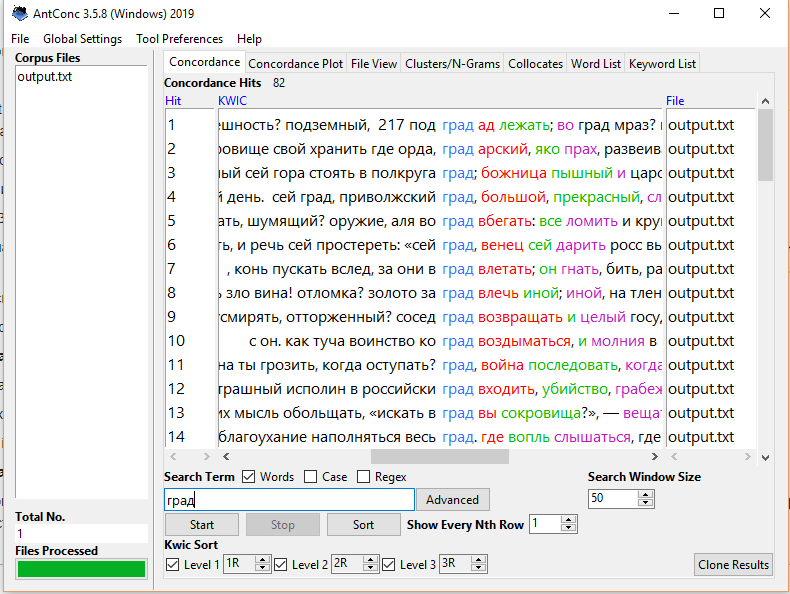 AntConc 3.5.8 (Windows) 2019
File Global Settings Tool Preferences Help
Corpus Files
output.txt
Total No.
1
Files Processed
Concordance Concordance Plot File View Clusters/N-Grams Collocates Word List Keyword List
Concordance Hits 82
Hit KWIC File
1 ешность? подземный, 217 под град ад лежать; во град мраз? output.txt
2 овище свой хранить где орда, град арский, яко прах, развеив output.txt
3 ный сей гора стоять в полкруга град; божница пышный и царс output.txt
4 й день. сей град, приволжский град, большой, прекрасный, сл output.txt
5 ать, шумящий? оружие, аля во град вбегать: все ломить и кру output.txt
6 ть, и речь сей простереть: «сей град, венец сей дарить росс вы output.txt
7 , конь пускать вслед, за они в град влетать; он гнать, бить, ра output.txt
8 ь зло вина! отломка? золото за град влечь иной; иной, на тлен output.txt
9 усмирять, отторженный? сосед град возвращать и целый госу, output.txt
10 с он. как туча воинство ко град воздыматься, и молния в output.txt
11 на ты грозить, когда оступать? град, война последовать, когда output.txt
12 трашный исполин в российски град входить, убийство, грабеж output.txt
13 их мысль обольщать, «искать в град вы сокровища?», — вещат output.txt
14 благоухание наполняться весь град. где вопль слышаться, где output.txt
Search Term Words Case Regex Search Window Size
град Advanced 50
Start Stop Sort Show Every Nth Row 1
Kwic Sort
Level 1 1R Level 2 2R Level 3 3R Clone Results